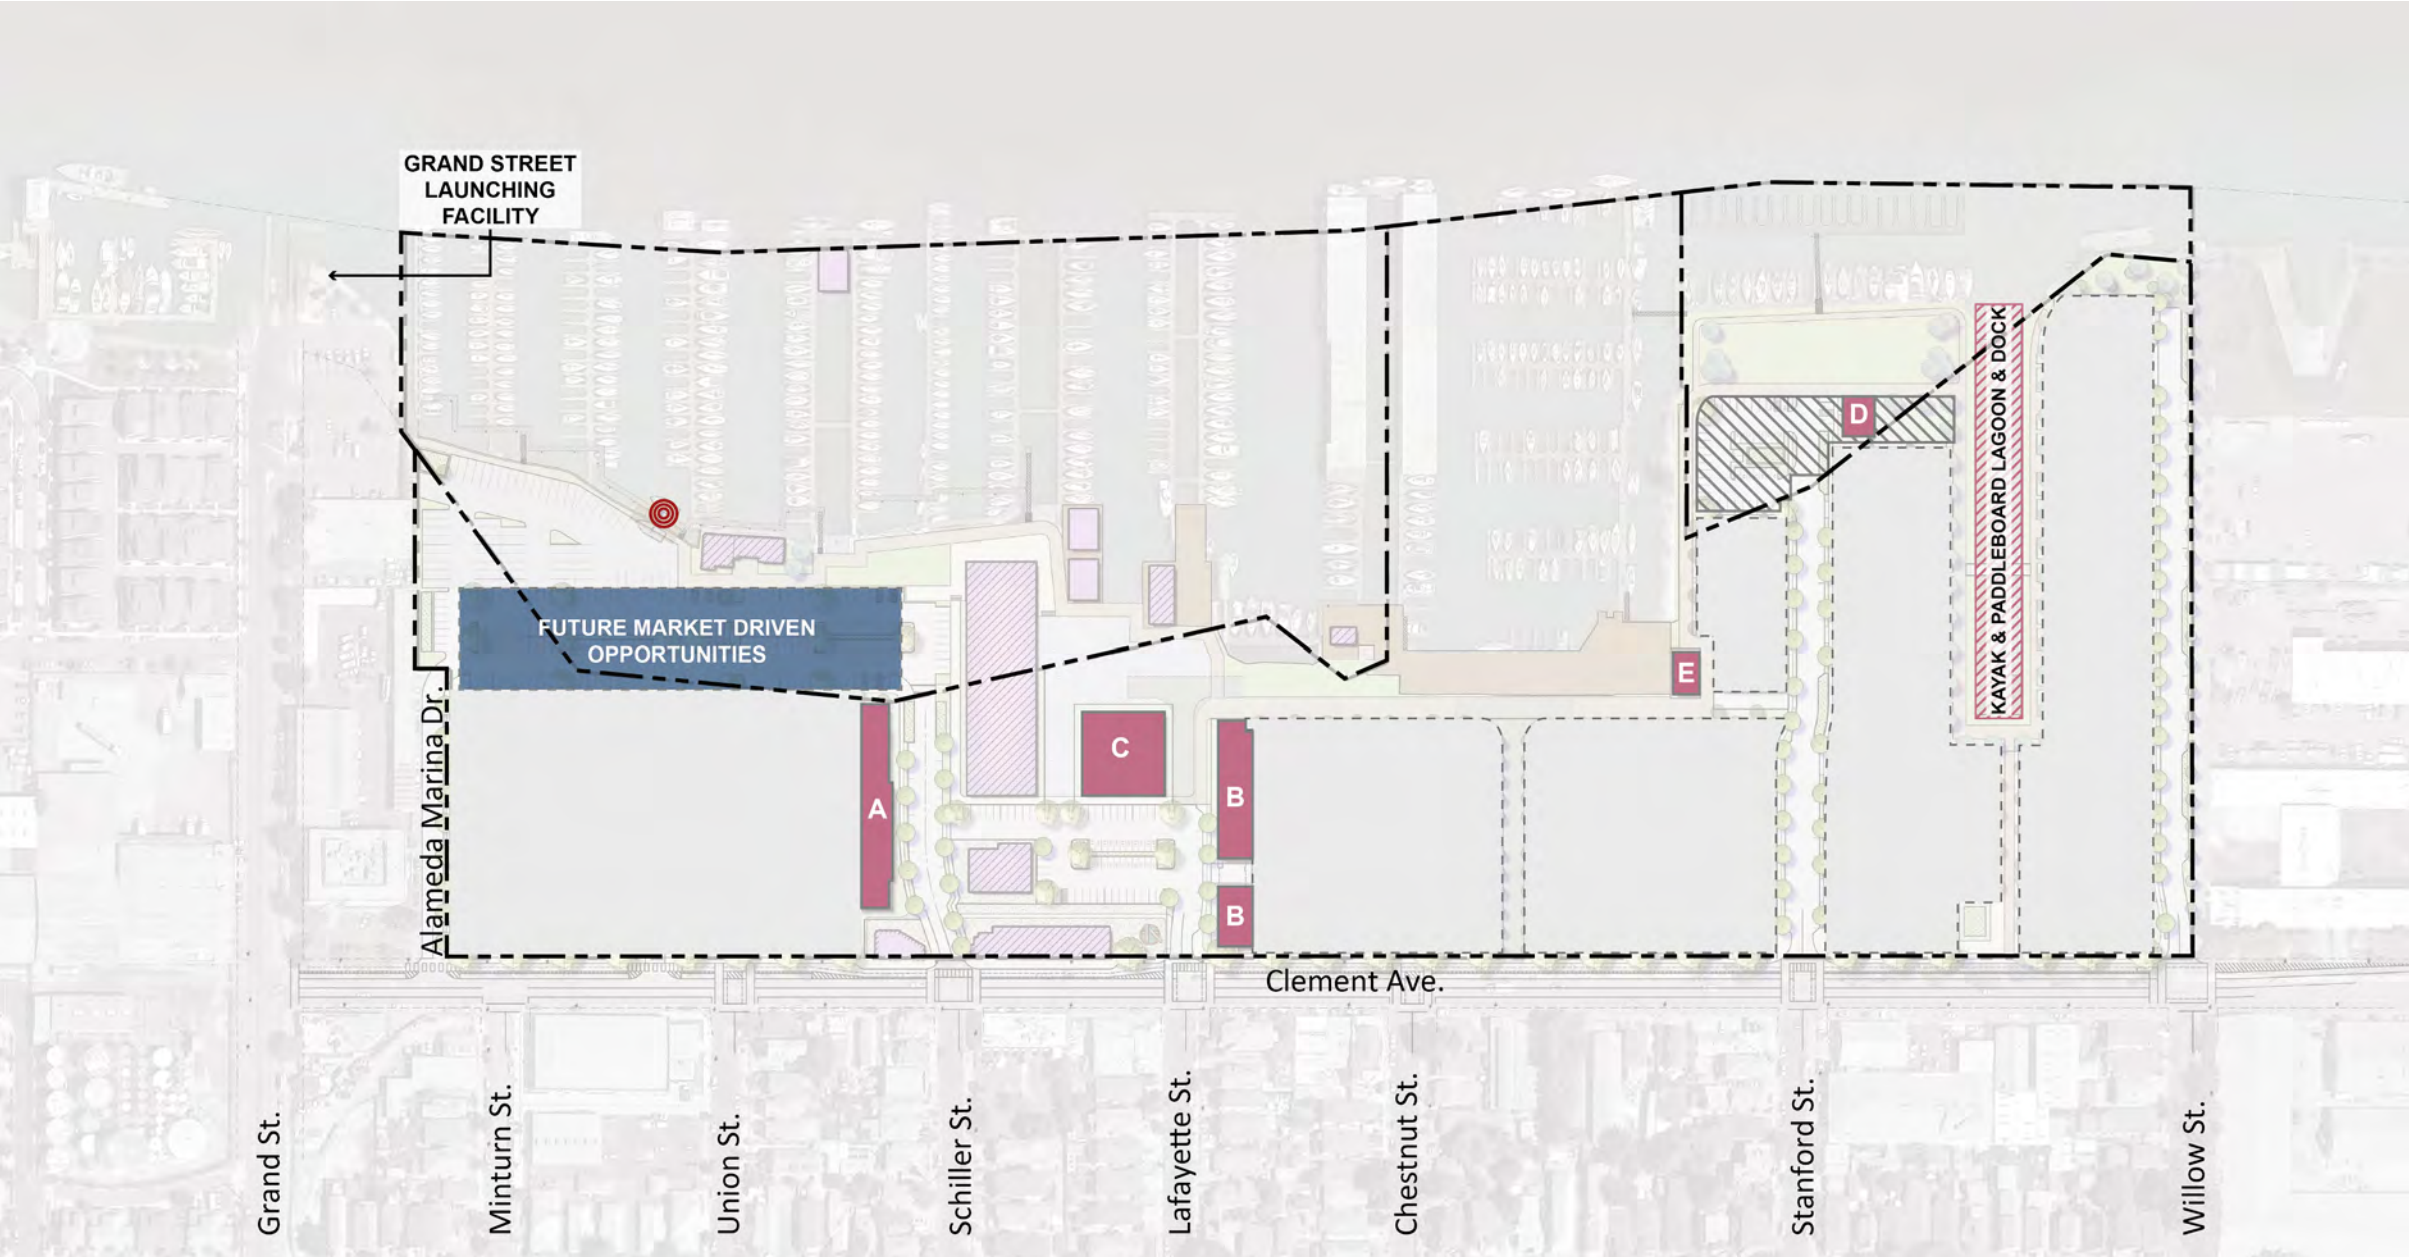 GRAND STREET
LAUNCHING
FACILITY
KAYAK & PADDLEBOARD LAGOON & DOCK
D
FUTURE MARKET DRIVEN
OPPORTUNITIES
E
C
A
B
B
Alameda Marina Dr.
Clement Ave.
Grand St.
Minturn St.
Union St.
Schiller St.
Lafayette St.
Chestnut St.
Stanford St.
Willow St.